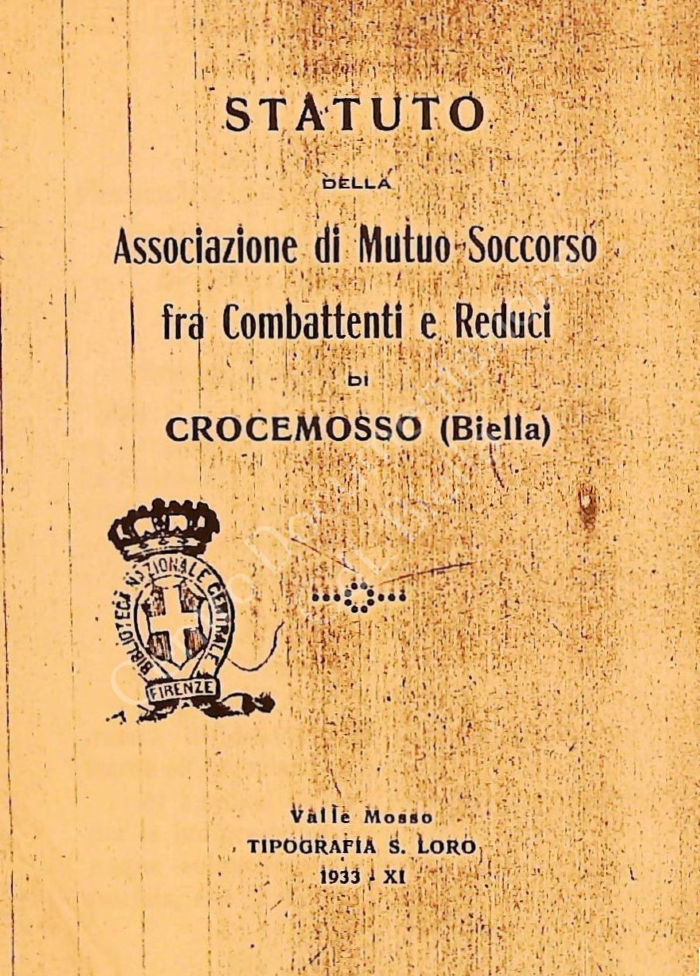 STATUTO
DELLA
Associazione di Mutuo Soccorso
fra Combattenti e Reduci
DI
CROCEMOSSO (Biella)
BIBLIOTECA NAZIONALE CENTRALE
FIRENZE
Valle Mosso
TIPOGRAFIA S. LORO
1933 - XI